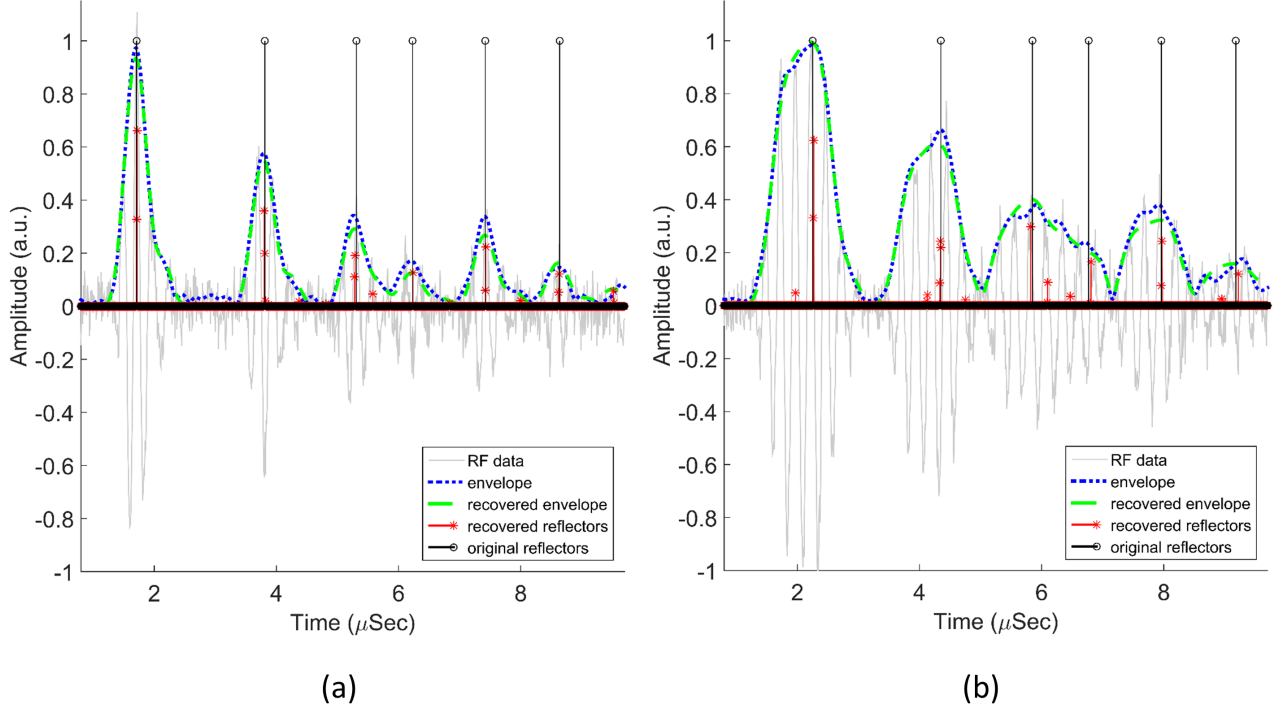 1
0.8
0.6
0.4
0.2
0
-0.2
-0.4
-0.6
-0.8
-1
Amplitude (a.u.)
2
4
6
8
Time (μSec)
RF data
envelope
recovered envelope
recovered reflectors
original reflectors
(a)
1
0.8
0.6
0.4
0.2
0
-0.2
-0.4
-0.6
-0.8
-1
Amplitude (a.u.)
2
4
6
8
Time (μSec)
RF data
envelope
recovered envelope
recovered reflectors
original reflectors
(b)